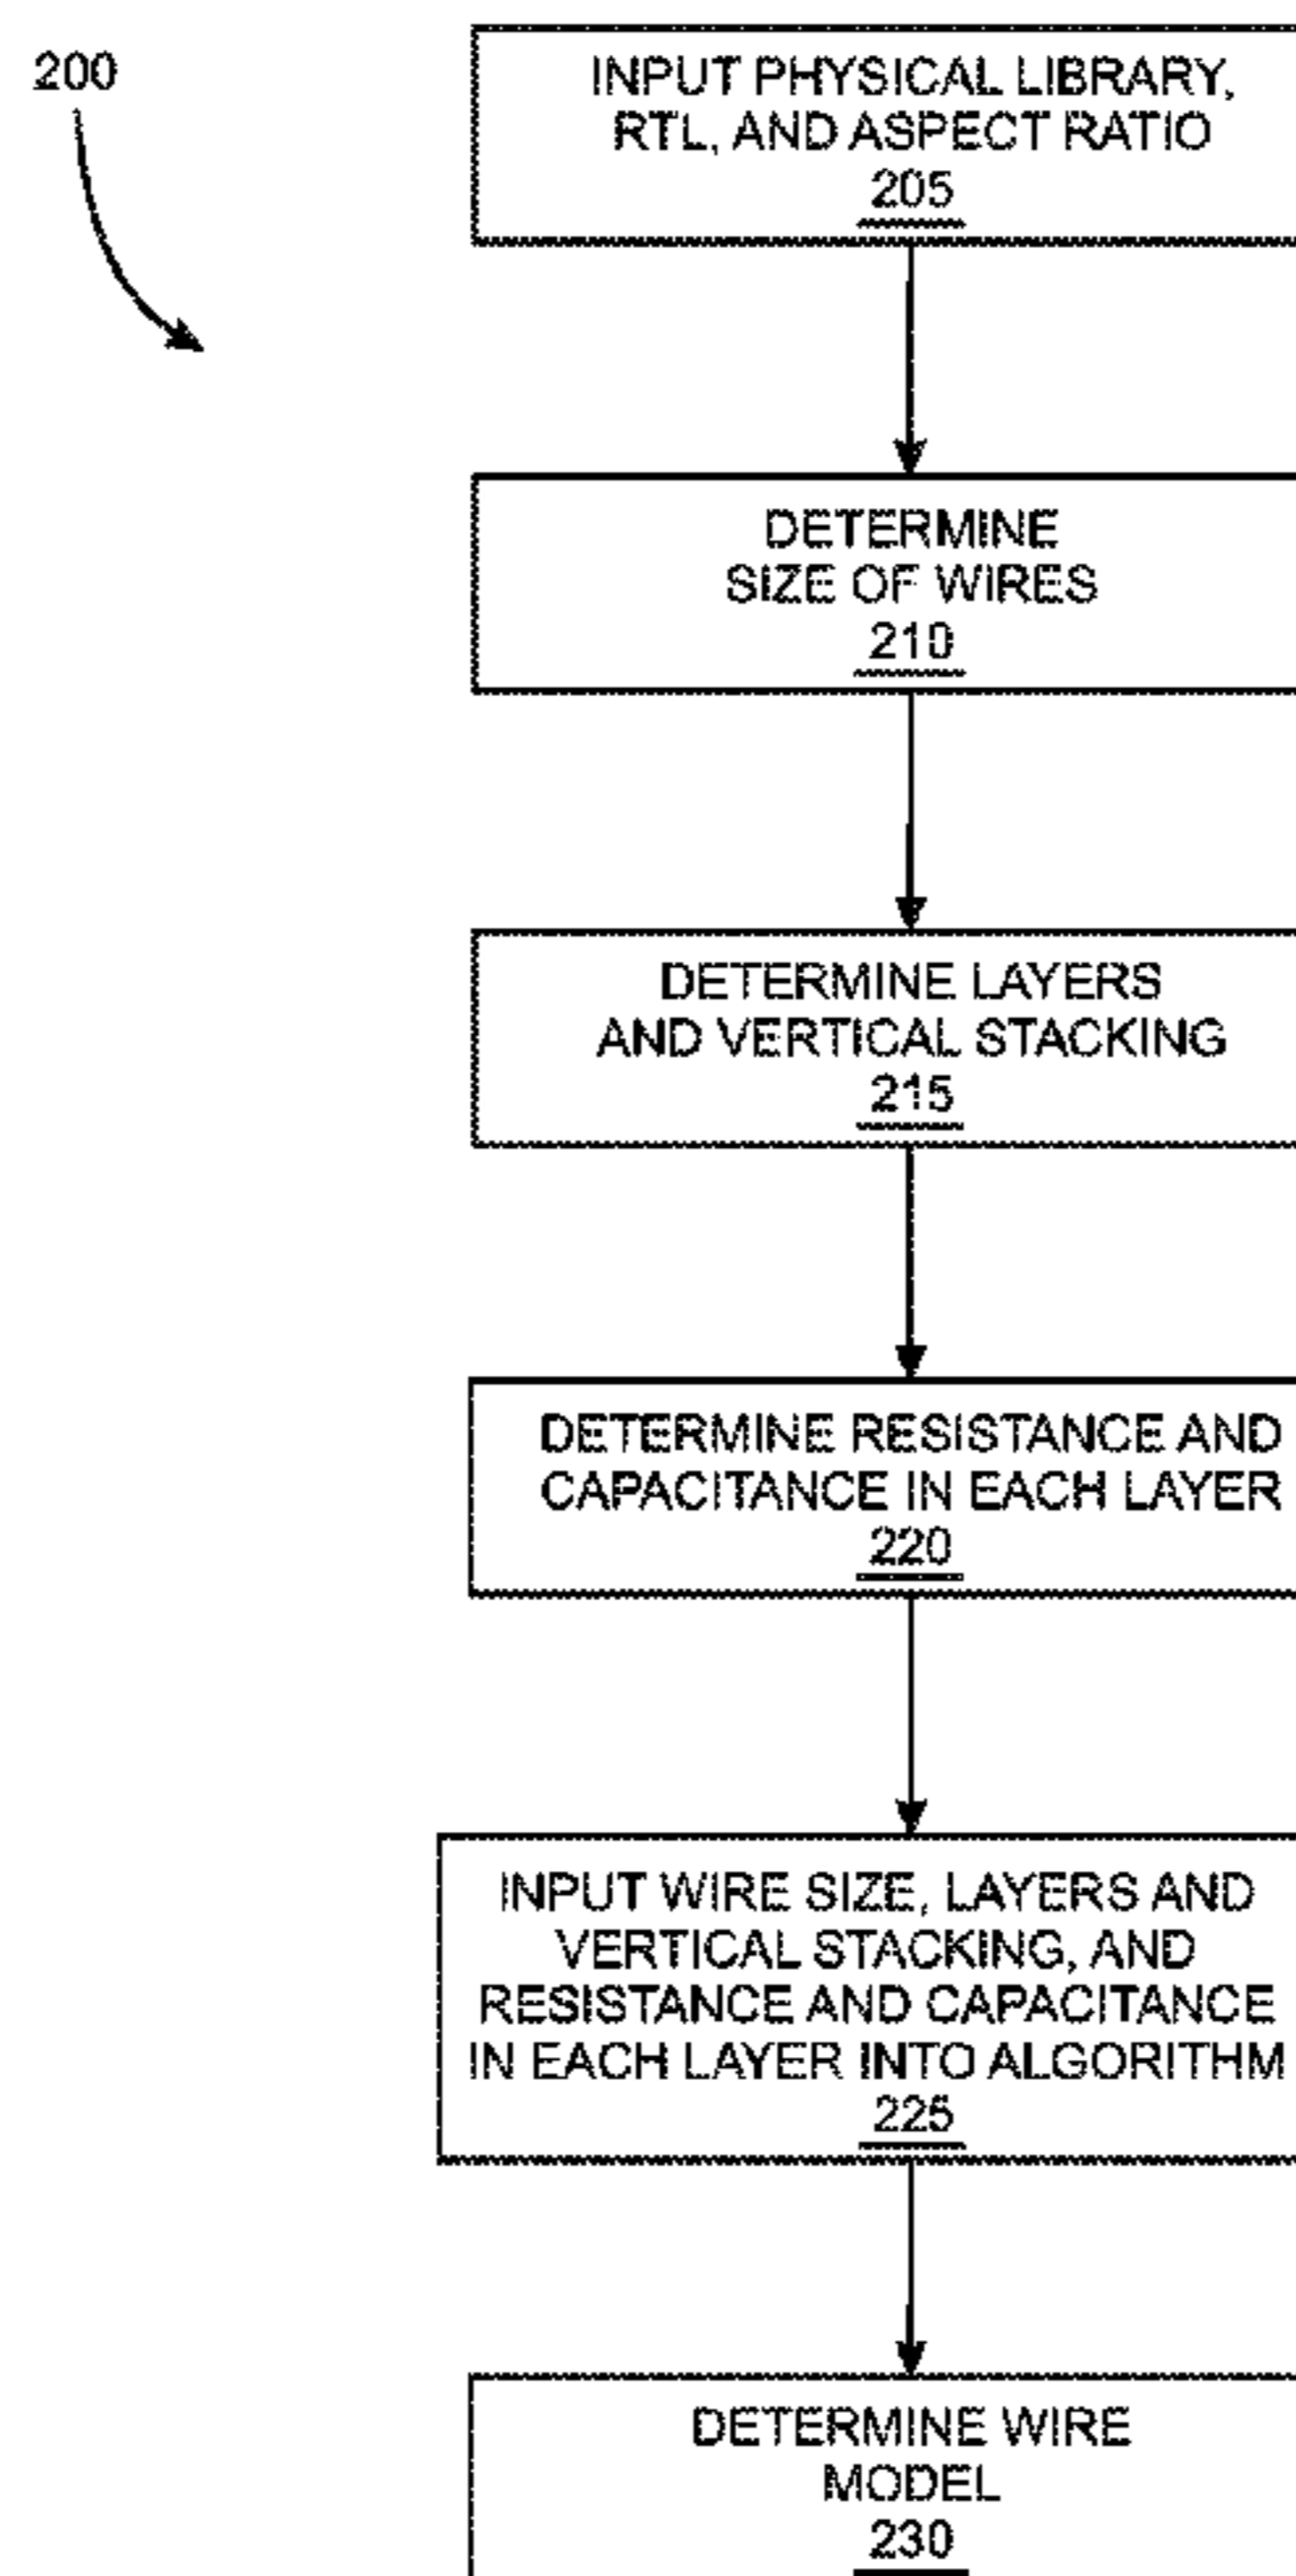 200
INPUT PHYSICAL LIBRARY,
RTL, AND ASPECT RATIO
205
DETERMINE
SIZE OF WIRES
210
DETERMINE LAYERS
AND VERTICAL STACKING
215
DETERMINE RESISTANCE AND
CAPACITANCE IN EACH LAYER
220
INPUT WIRE SIZE, LAYERS AND
VERTICAL STACKING, AND
RESISTANCE AND CAPACITANCE
IN EACH LAYER INTO ALGORITHM
225
DETERMINE WIRE
MODEL
230